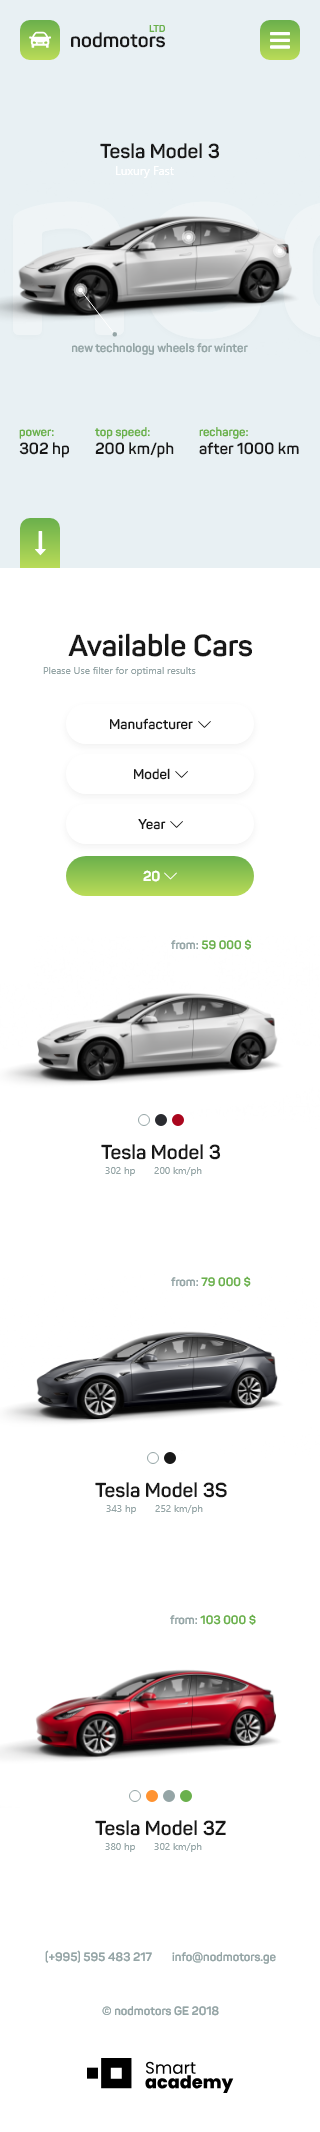 LTD
nodmotors
Tesla Model 3
Luxury Fast
new technology wheels for winter
power: top speed: recharge:
302 hp 200 km/ph after 1000 km
Available Cars
Please Use filter for optimal results
Manufacturer
Model
Year
20
from: 59 000 $
Tesla Model 3
302 hp 200 km/ph
from: 79 000 $
Tesla Model 3S
343 hp 252 km/ph
from: 103 000 $
Tesla Model 3Z
380 hp 302 km/ph
(+995) 595 483 217 info@nodmotors.ge
© nodmotors GE 2018
Smart
academy